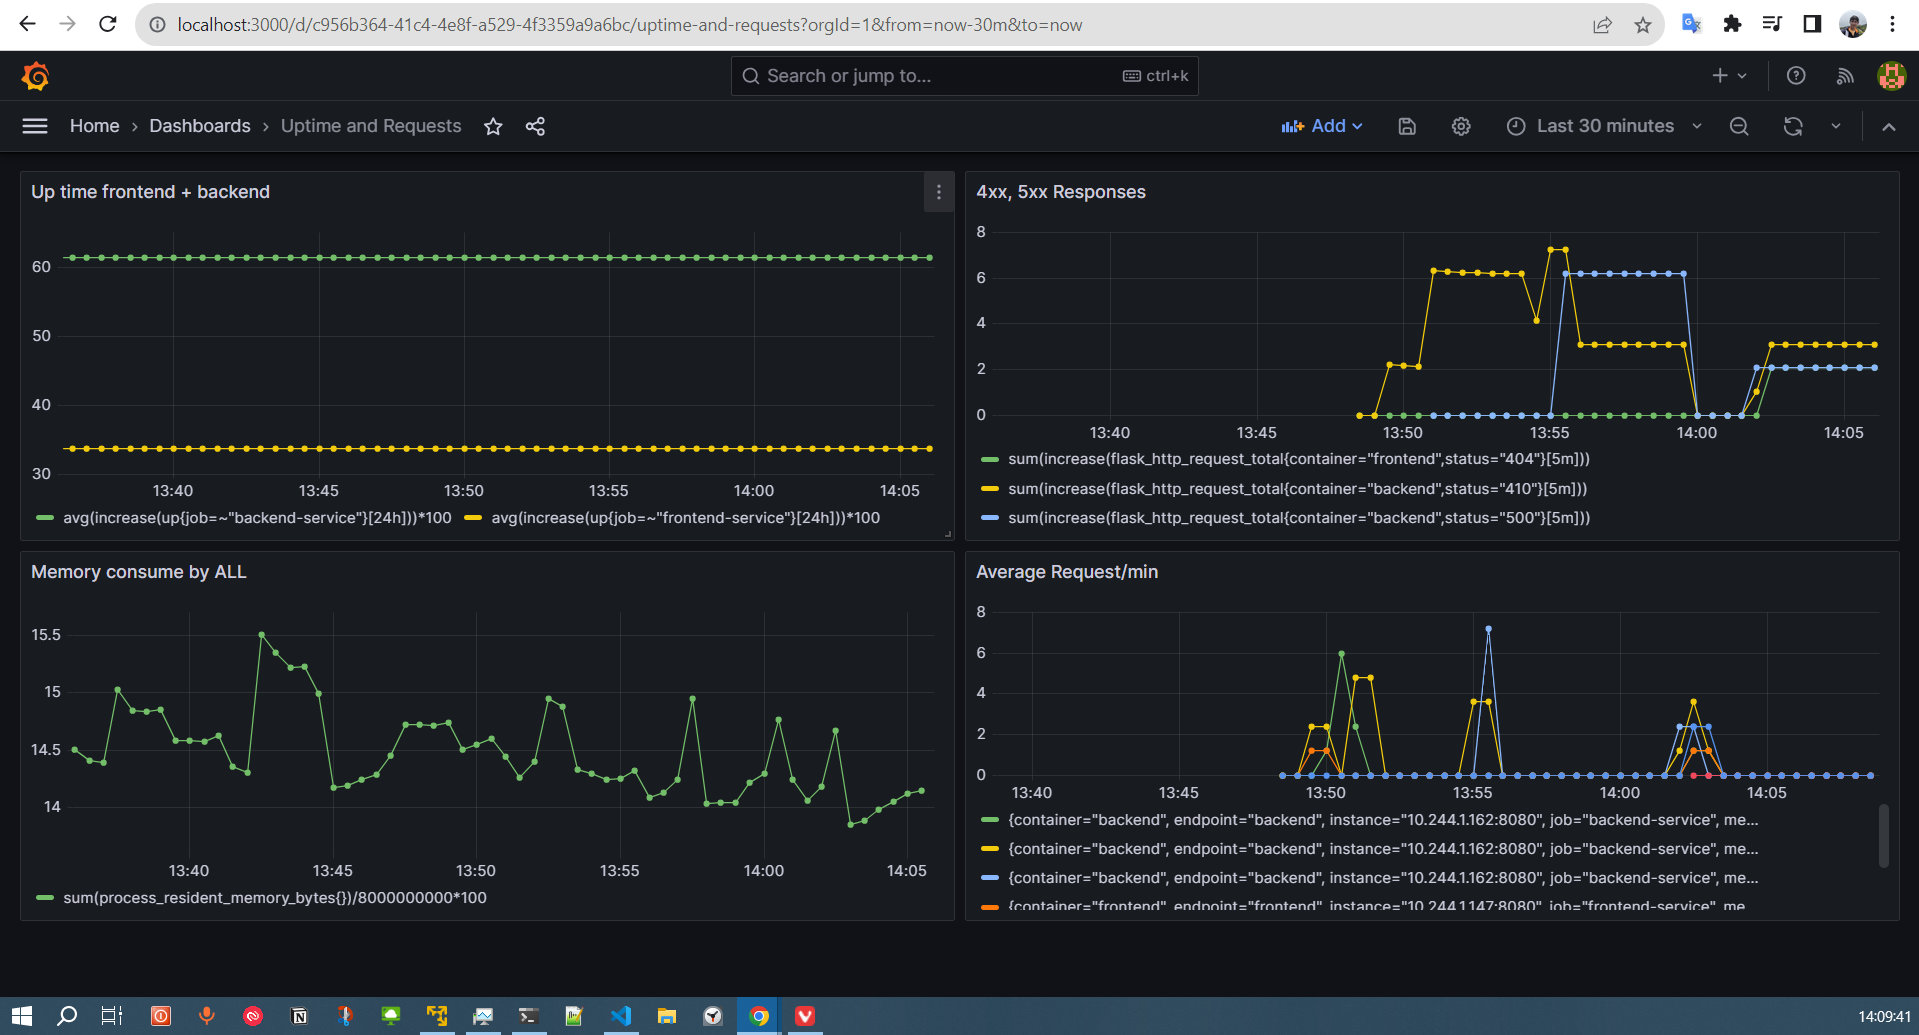 localhost:3000/d/c956b364-41c4-4e8f-a529-4f3359a9a6bc/uptime-and-requests?orgId=1&from=now-30m&to=now
Search or jump to...
ctrl+k
Home > Dashboards > Uptime and Requests
Add
Last 30 minutes
Up time frontend + backend
60
50
40
30
13:40 13:45 13:50 13:55 14:00 14:05
avg(increase(up{job=~"backend-service"}[24h]))*100 avg(increase(up{job=~"frontend-service"}[24h]))*100
4xx, 5xx Responses
8
6
4
2
0
13:40 13:45 13:50 13:55 14:00 14:05
sum(increase(flask_http_request_total{container="frontend",status="404"}[5m]))
sum(increase(flask_http_request_total{container="backend",status="410"}[5m]))
sum(increase(flask_http_request_total{container="backend",status="500"}[5m]))
Memory consume by ALL
15.5
15
14.5
14
13:40 13:45 13:50 13:55 14:00 14:05
sum(process_resident_memory_bytes{})/8000000000*100
Average Request/min
8
6
4
2
0
13:40 13:45 13:50 13:55 14:00 14:05
{container="backend", endpoint="backend", instance="10.244.1.162:8080", job="backend-service", me...
{container="backend", endpoint="backend", instance="10.244.1.162:8080", job="backend-service", me...
{container="backend", endpoint="backend", instance="10.244.1.162:8080", job="backend-service", me...
{container="frontend", endpoint="frontend", instance="10.244.1.147:8080", job="frontend-service", me...
14:09:41